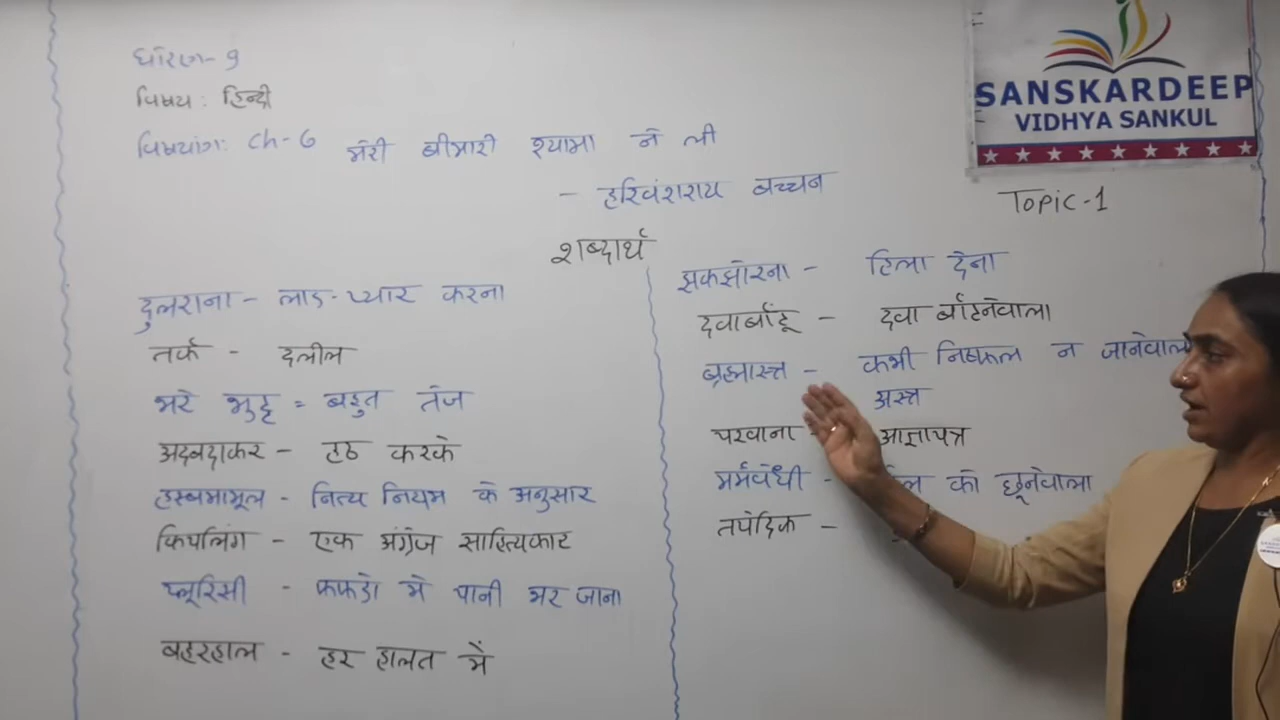 धोरण - 9
विषय : हिन्दी
विषयांग: Ch-6 मेरी बीमारी श्यामा ने ली
- हरिवंशराय बच्चन
SANSKARDEEP
VIDHYA SANKUL
Topic-1
शब्दार्थ
दुलराना - लाड-प्यार करना
तर्क - दलील
भरे भुट्ट = बहुत तेज
अदबदाकर - हठ करके
हस्बमामूल - नित्य नियम के अनुसार
किपलिंग - एक अंग्रेज साहित्यकार
प्लूरिसी - फेफडो मे पानी भर जाना
बहरहाल - हर हालत में
झकझोरना - हिला देना
दवाबाँटू - दवा बाँटनेवाला
ब्रह्मास्त्र - कभी निष्फल न जानेवाला
अस्त्र
परवाना - आज्ञापत्र
मर्मवेधी - को छूनेवाला
तपेदिक -